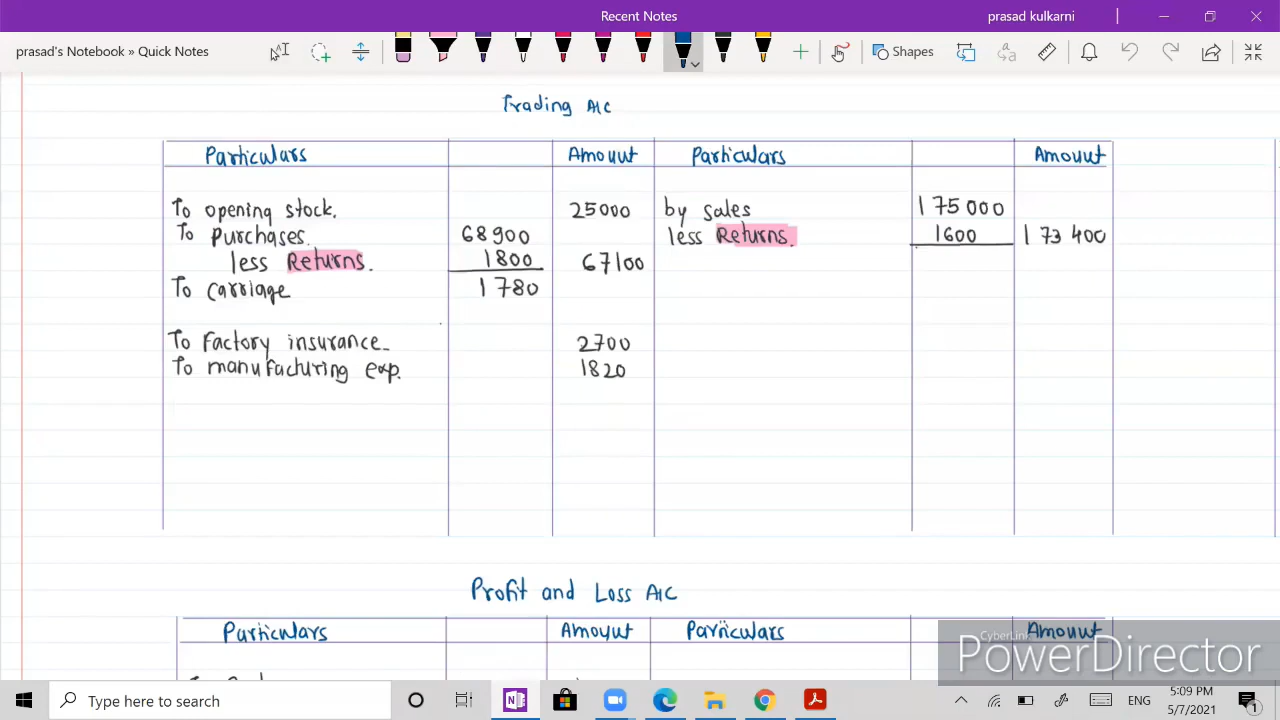 Recent Notes
prasad kulkarni
prasad's Notebook » Quick Notes
Shapes
Trading A/C
Particulars Amount Particulars Amount
To opening stock. 25000 by sales 175000
To Purchases. 68900 less Returns. 1600 173400
less Returns. 1800 67100
To Carriage 1780
To Factory insurance. 2700
To manufacturing exp. 1820
Profit and Loss A/C
Particulars Amount Particulars Amount
CyberLink
PowerDirector
Type here to search
ENG
5:09 PM
5/7/2021
1